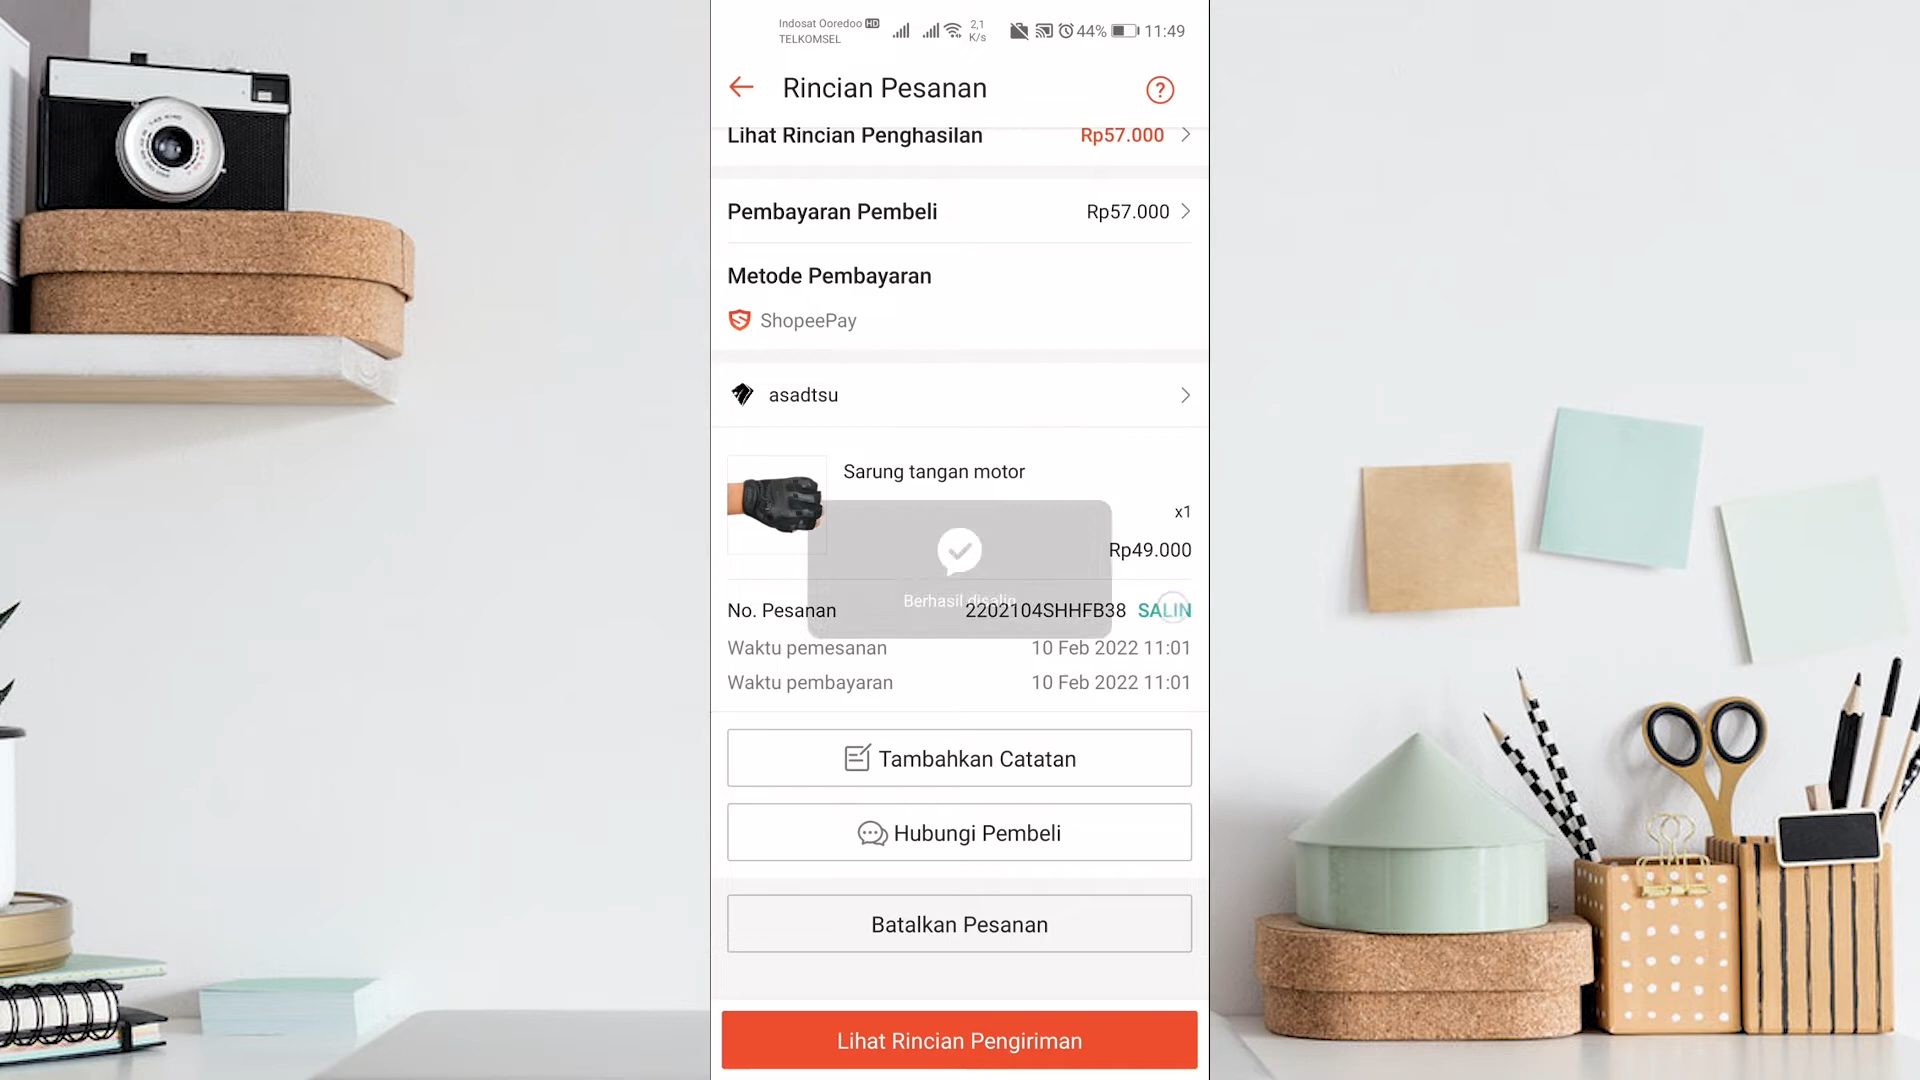 Indosat Ooredoo HD
TELKOMSEL
2,1
K/s
44%
11:49
Rincian Pesanan
?
Lihat Rincian Penghasilan Rp57.000
Pembayaran Pembeli Rp57.000
Metode Pembayaran
ShopeePay
asadtsu
Sarung tangan motor
x1
Rp49.000
Berhasil disalin
No. Pesanan 2202104SHHFB38 SALIN
Waktu pemesanan 10 Feb 2022 11:01
Waktu pembayaran 10 Feb 2022 11:01
Tambahkan Catatan
Hubungi Pembeli
Batalkan Pesanan
Lihat Rincian Pengiriman